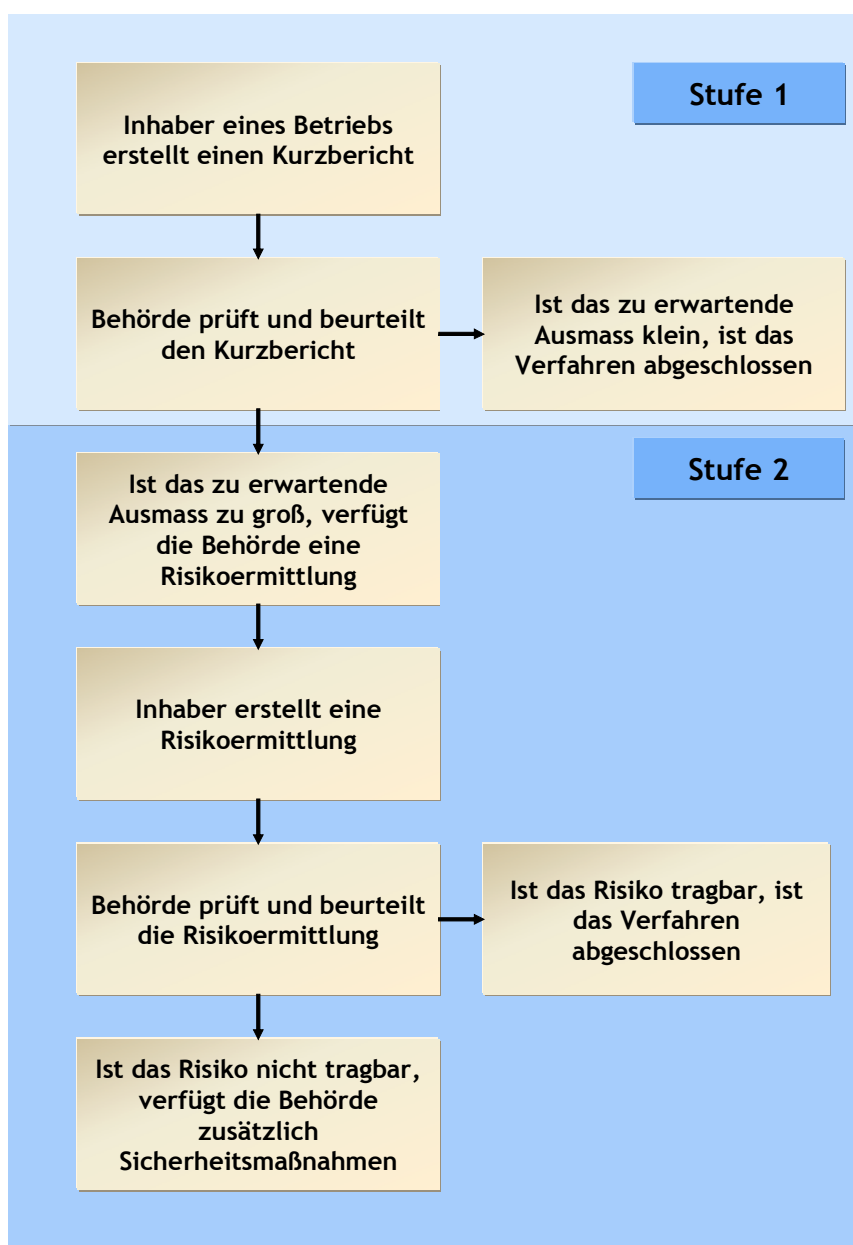 Stufe 1
Inhaber eines Betriebs
erstellt einen Kurzbericht
Behörde prüft und beurteilt
den Kurzbericht
Ist das zu erwartende
Ausmass klein, ist das
Verfahren abgeschlossen
Stufe 2
Ist das zu erwartende
Ausmass zu groß, verfügt
die Behörde eine
Risikoermittlung
Inhaber erstellt eine
Risikoermittlung
Behörde prüft und beurteilt
die Risikoermittlung
Ist das Risiko tragbar, ist
das Verfahren
abgeschlossen
Ist das Risiko nicht tragbar,
verfügt die Behörde
zusätzlich
Sicherheitsmaßnahmen